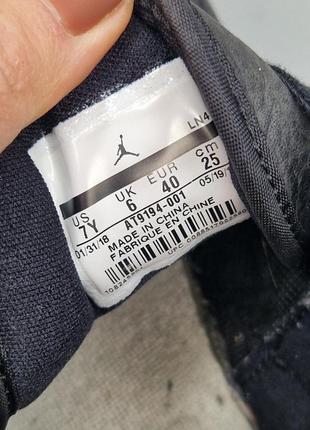 LN4
US UK EUR cm
7Y 6 40 25
01/31/18 05/19/1
AT9194-001
MADE IN CHINA
FABRIQUE EN CHINE